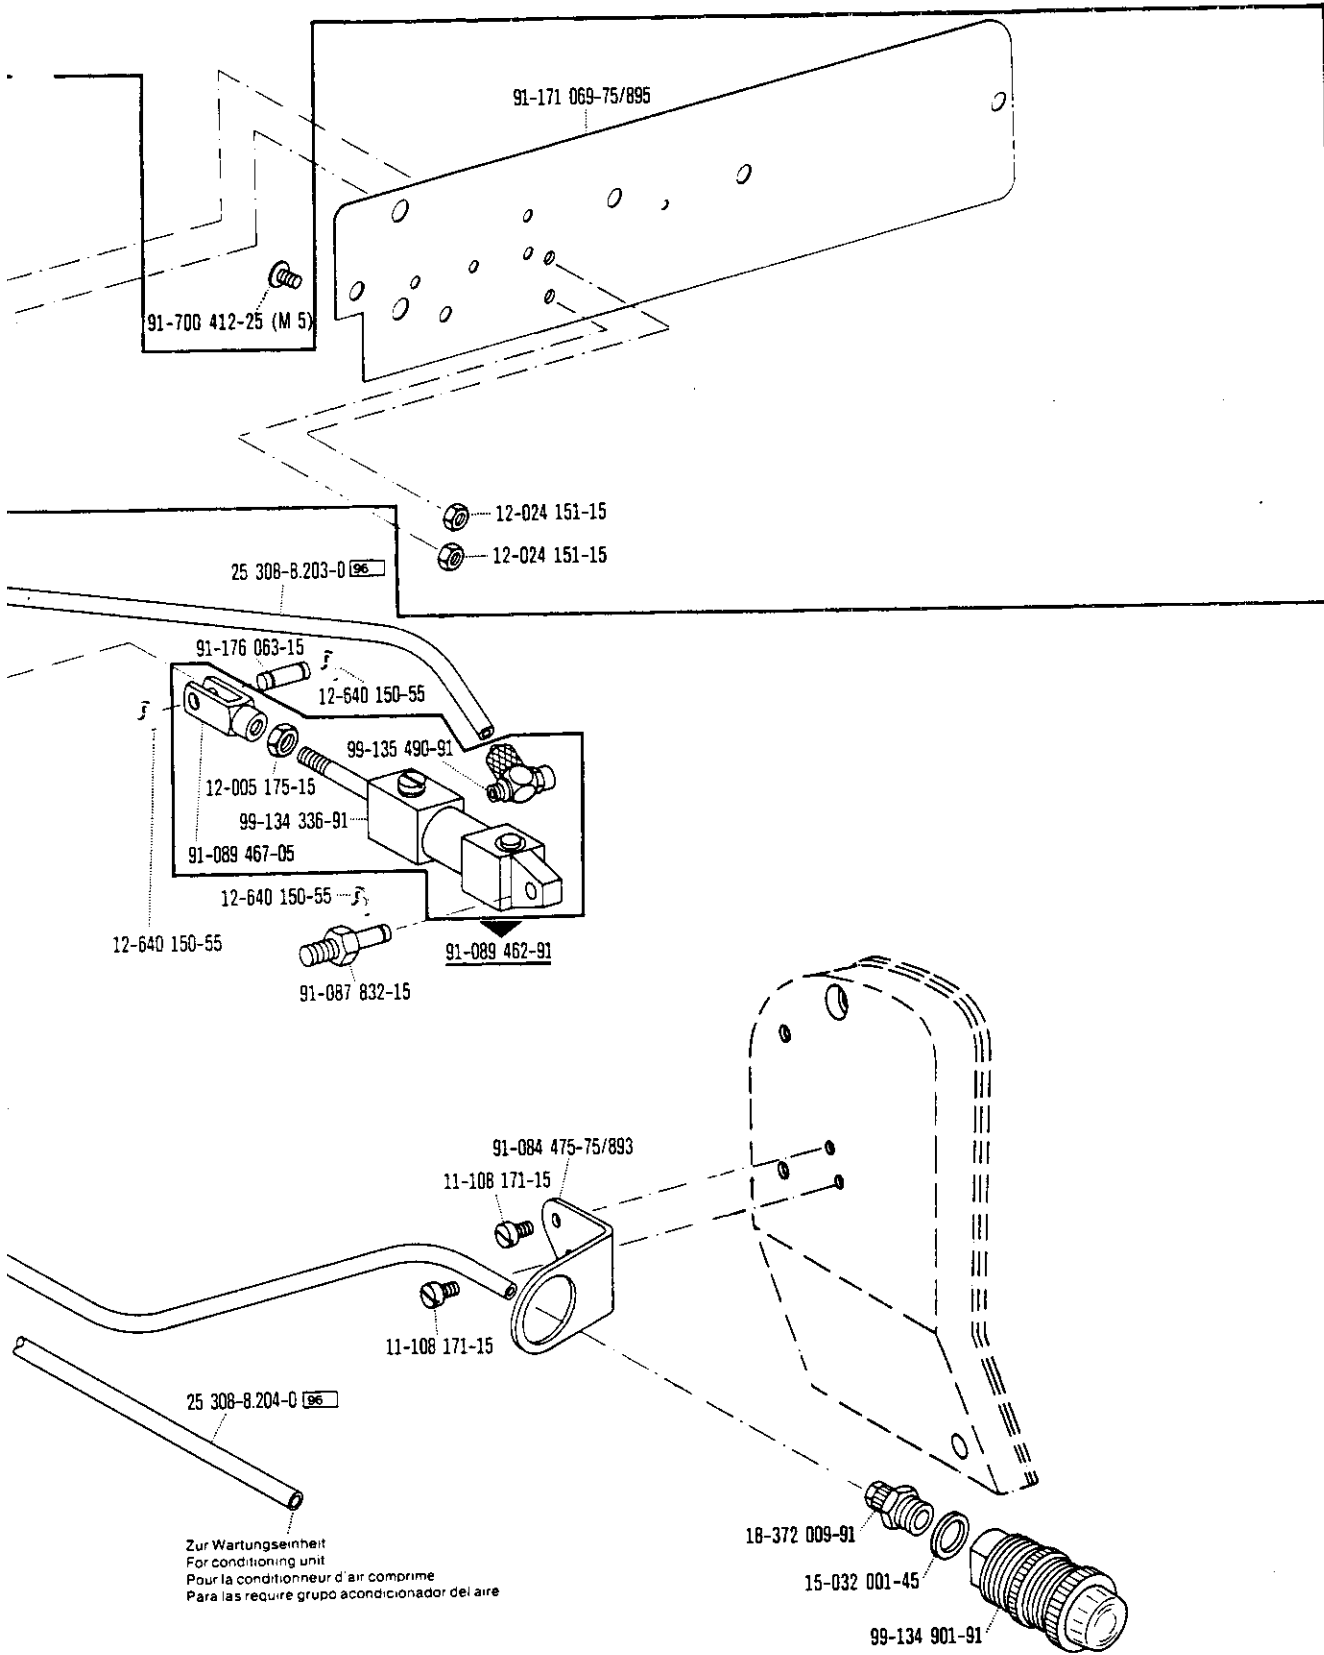 91-171 069-75/895
91-700 412-25 (M 5)
12-024 151-15
12-024 151-15
25 308-8.203-0 96
91-176 063-15
12-640 150-55
99-135 490-91
12-005 175-15
99-134 336-91
91-089 467-05
12-640 150-55
12-640 150-55
91-089 462-91
91-087 832-15
91-084 475-75/893
11-108 171-15
11-108 171-15
25 308-8.204-0 96
Zur Wartungseinheit
For conditioning unit
Pour la conditionneur d'air comprime
Para las require grupo acondicionador del aire
18-372 009-91
15-032 001-45
99-134 901-91